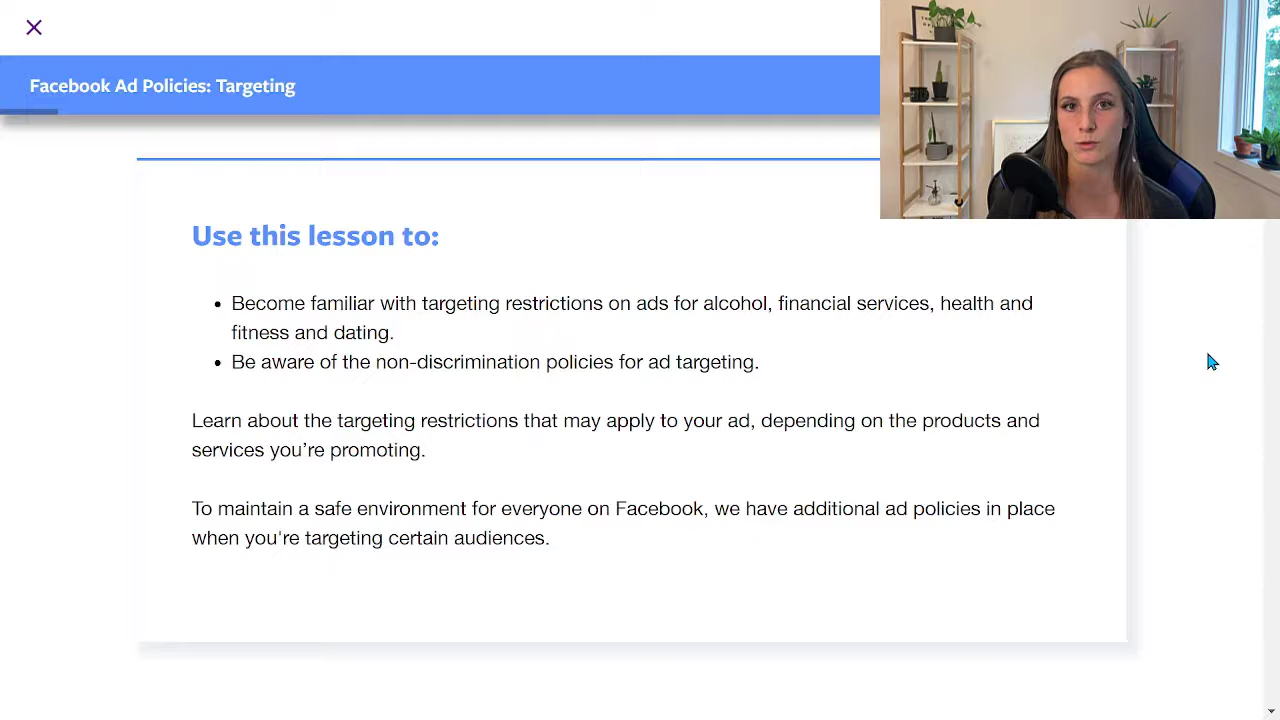 Facebook Ad Policies: Targeting
Use this lesson to:
• Become familiar with targeting restrictions on ads for alcohol, financial services, health and
fitness and dating.
• Be aware of the non-discrimination policies for ad targeting.
Learn about the targeting restrictions that may apply to your ad, depending on the products and
services you’re promoting.
To maintain a safe environment for everyone on Facebook, we have additional ad policies in place
when you're targeting certain audiences.